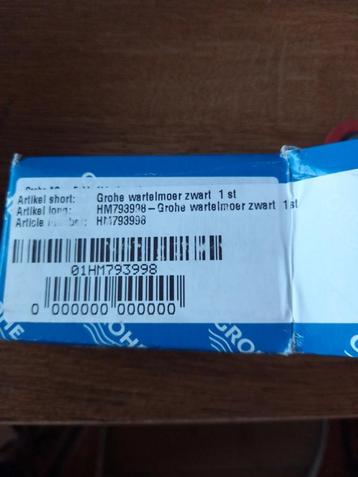 Artikel short: Grohe wartelmoer zwart 1 st
Artikel long: HM793998-Grohe wartelmoer zwart 1st
Article number: HM793998
01HM793998
0 000000 000000
GROHE